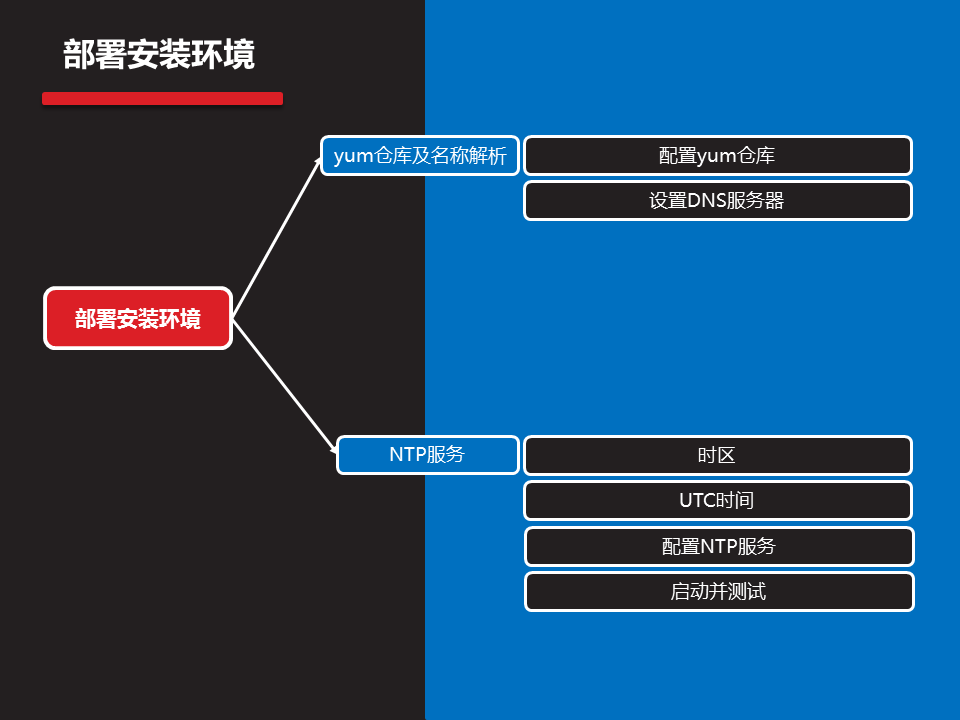 部署安装环境
yum仓库及名称解析
配置yum仓库
设置DNS服务器
部署安装环境
NTP服务
时区
UTC时间
配置NTP服务
启动并测试